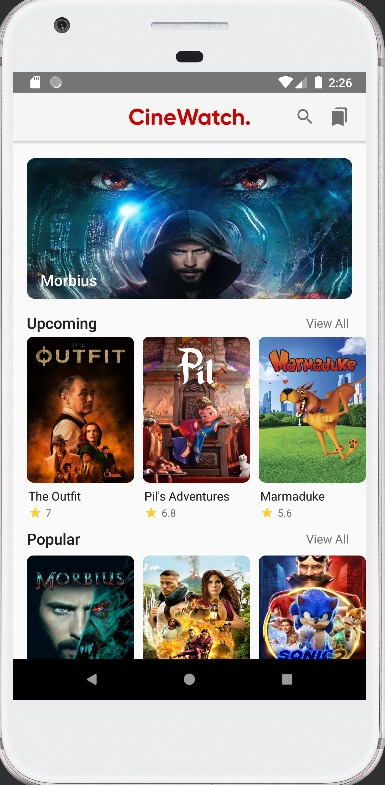 2:26
CineWatch.
Morbius
Upcoming
View All
THE
OUTFIT
Pil
Marmaduke
The Outfit
Pil's Adventures
Marmaduke
7
6.8
5.6
Popular
View All
MORBIUS
SONIC